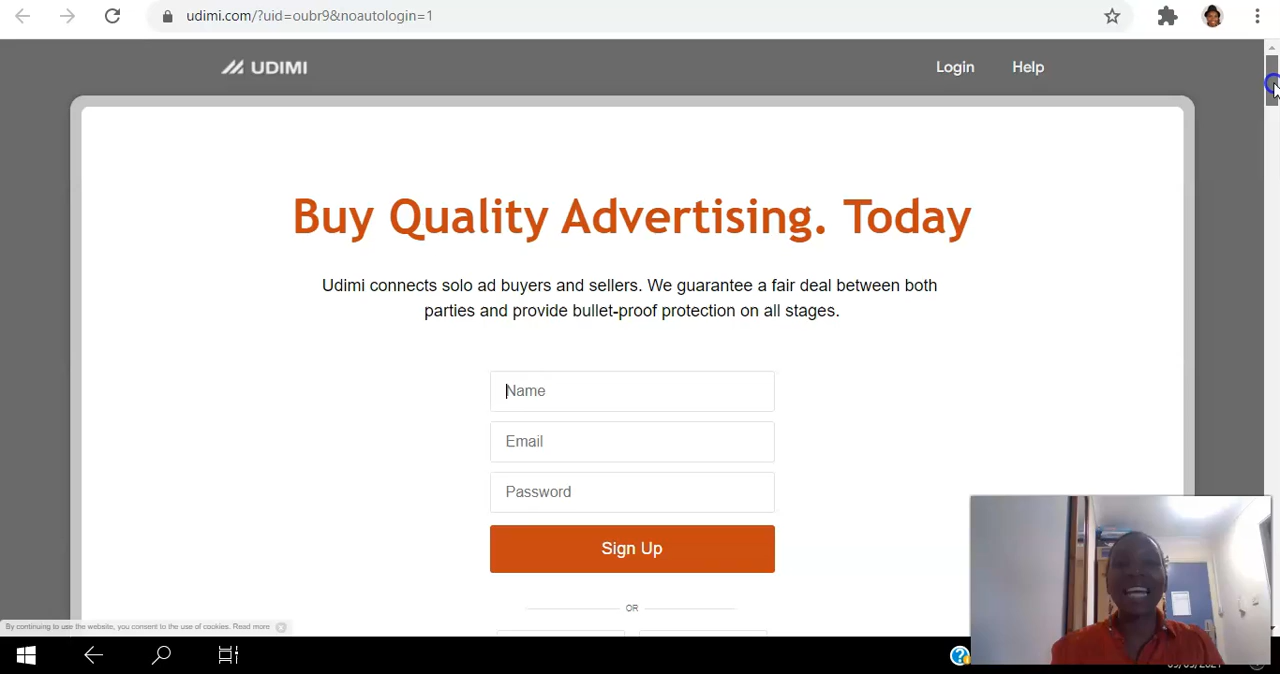 udimi.com/?uid=oubr9&noautologin=1
UDIMI
Login
Help
Buy Quality Advertising. Today
Udimi connects solo ad buyers and sellers. We guarantee a fair deal between both
parties and provide bullet-proof protection on all stages.
Name
Email
Password
Sign Up
OR
By continuing to use the website, you consent to the use of cookies. Read more